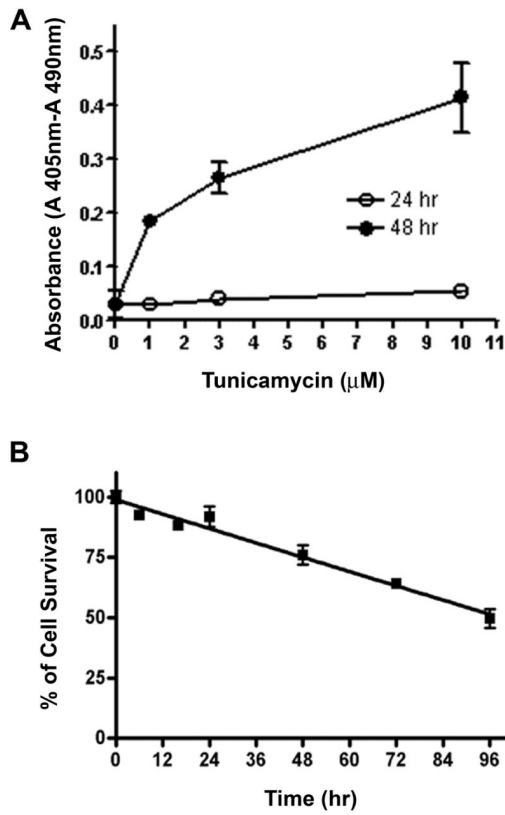 A
Absorbance (A 405nm-A 490nm)
0.5
0.4
0.3
0.2
0.1
0.0
24 hr
48 hr
0 1 2 3 4 5 6 7 8 9 10 11
Tunicamycin (μM)
B
% of Cell Survival
100
75
50
25
0
0 12 24 36 48 60 72 84 96
Time (hr)